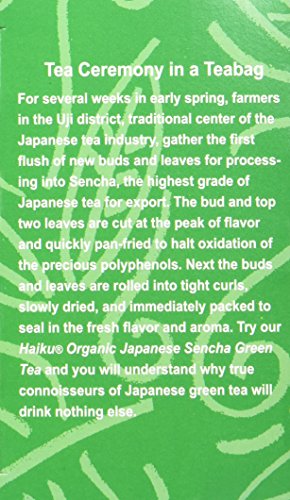 Tea Ceremony in a Teabag
For several weeks in early spring, farmers
in the Uji district, traditional center of the
Japanese tea industry, gather the first
flush of new buds and leaves for process-
ing into Sencha, the highest grade of
Japanese tea for export. The bud and top
two leaves are cut at the peak of flavor
and quickly pan-fried to halt oxidation of
the precious polyphenols. Next the buds
and leaves are rolled into tight curls,
slowly dried, and immediately packed to
seal in the fresh flavor and aroma. Try our
Haiku® Organic Japanese Sencha Green
Tea and you will understand why true
connoisseurs of Japanese green tea will
drink nothing else.